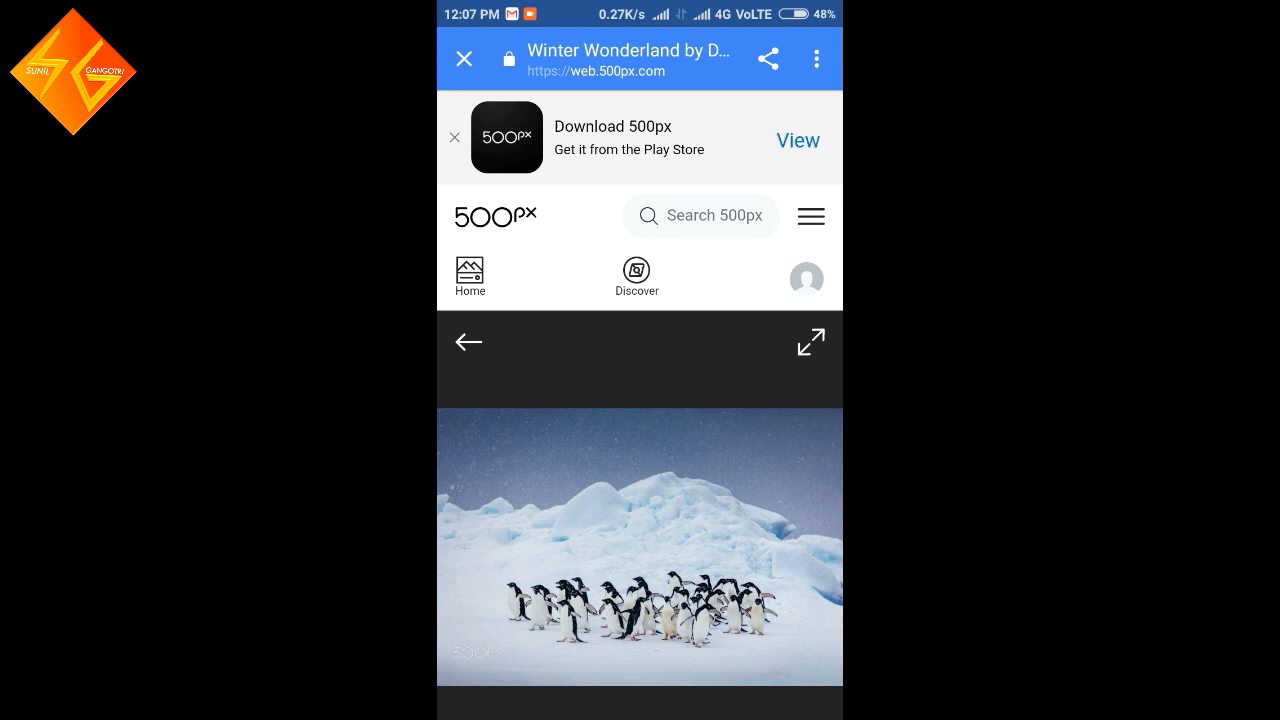 SUNIL GANGOTRI
12:07 PM 0.27K/s 4G VoLTE 48%
Winter Wonderland by D...
https://web.500px.com
500px
Download 500px
Get it from the Play Store
View
500px
Search 500px
Home Discover
500px